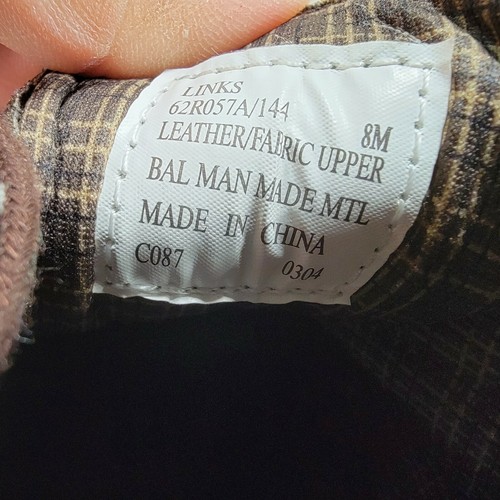 LINKS
62R057A/144 8M
LEATHER/FABRIC UPPER
BAL MAN MADE MTL
MADE IN CHINA
C087 0304